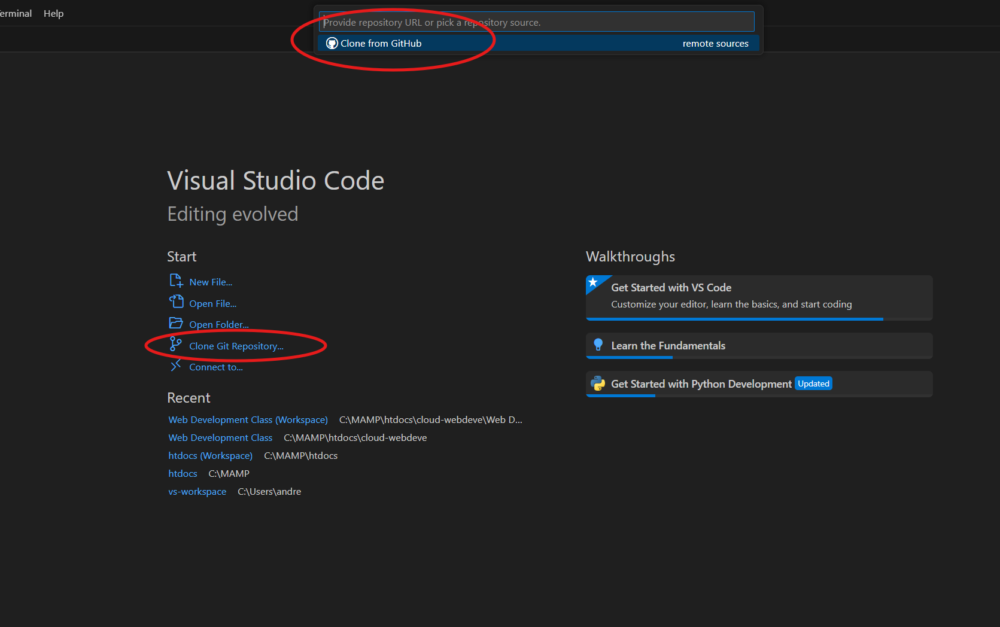 erminal Help
Provide repository URL or pick a repository source.
Clone from GitHub remote sources
Visual Studio Code
Editing evolved
Start
New File...
Open File...
Open Folder...
Clone Git Repository...
Connect to...
Recent
Web Development Class (Workspace) C:\MAMP\htdocs\cloud-webdeve\Web D...
Web Development Class C:\MAMP\htdocs\cloud-webdeve
htdocs (Workspace) C:\MAMP\htdocs
htdocs C:\MAMP
vs-workspace C:\Users\andre
Walkthroughs
Get Started with VS Code
Customize your editor, learn the basics, and start coding
Learn the Fundamentals
Get Started with Python Development Updated